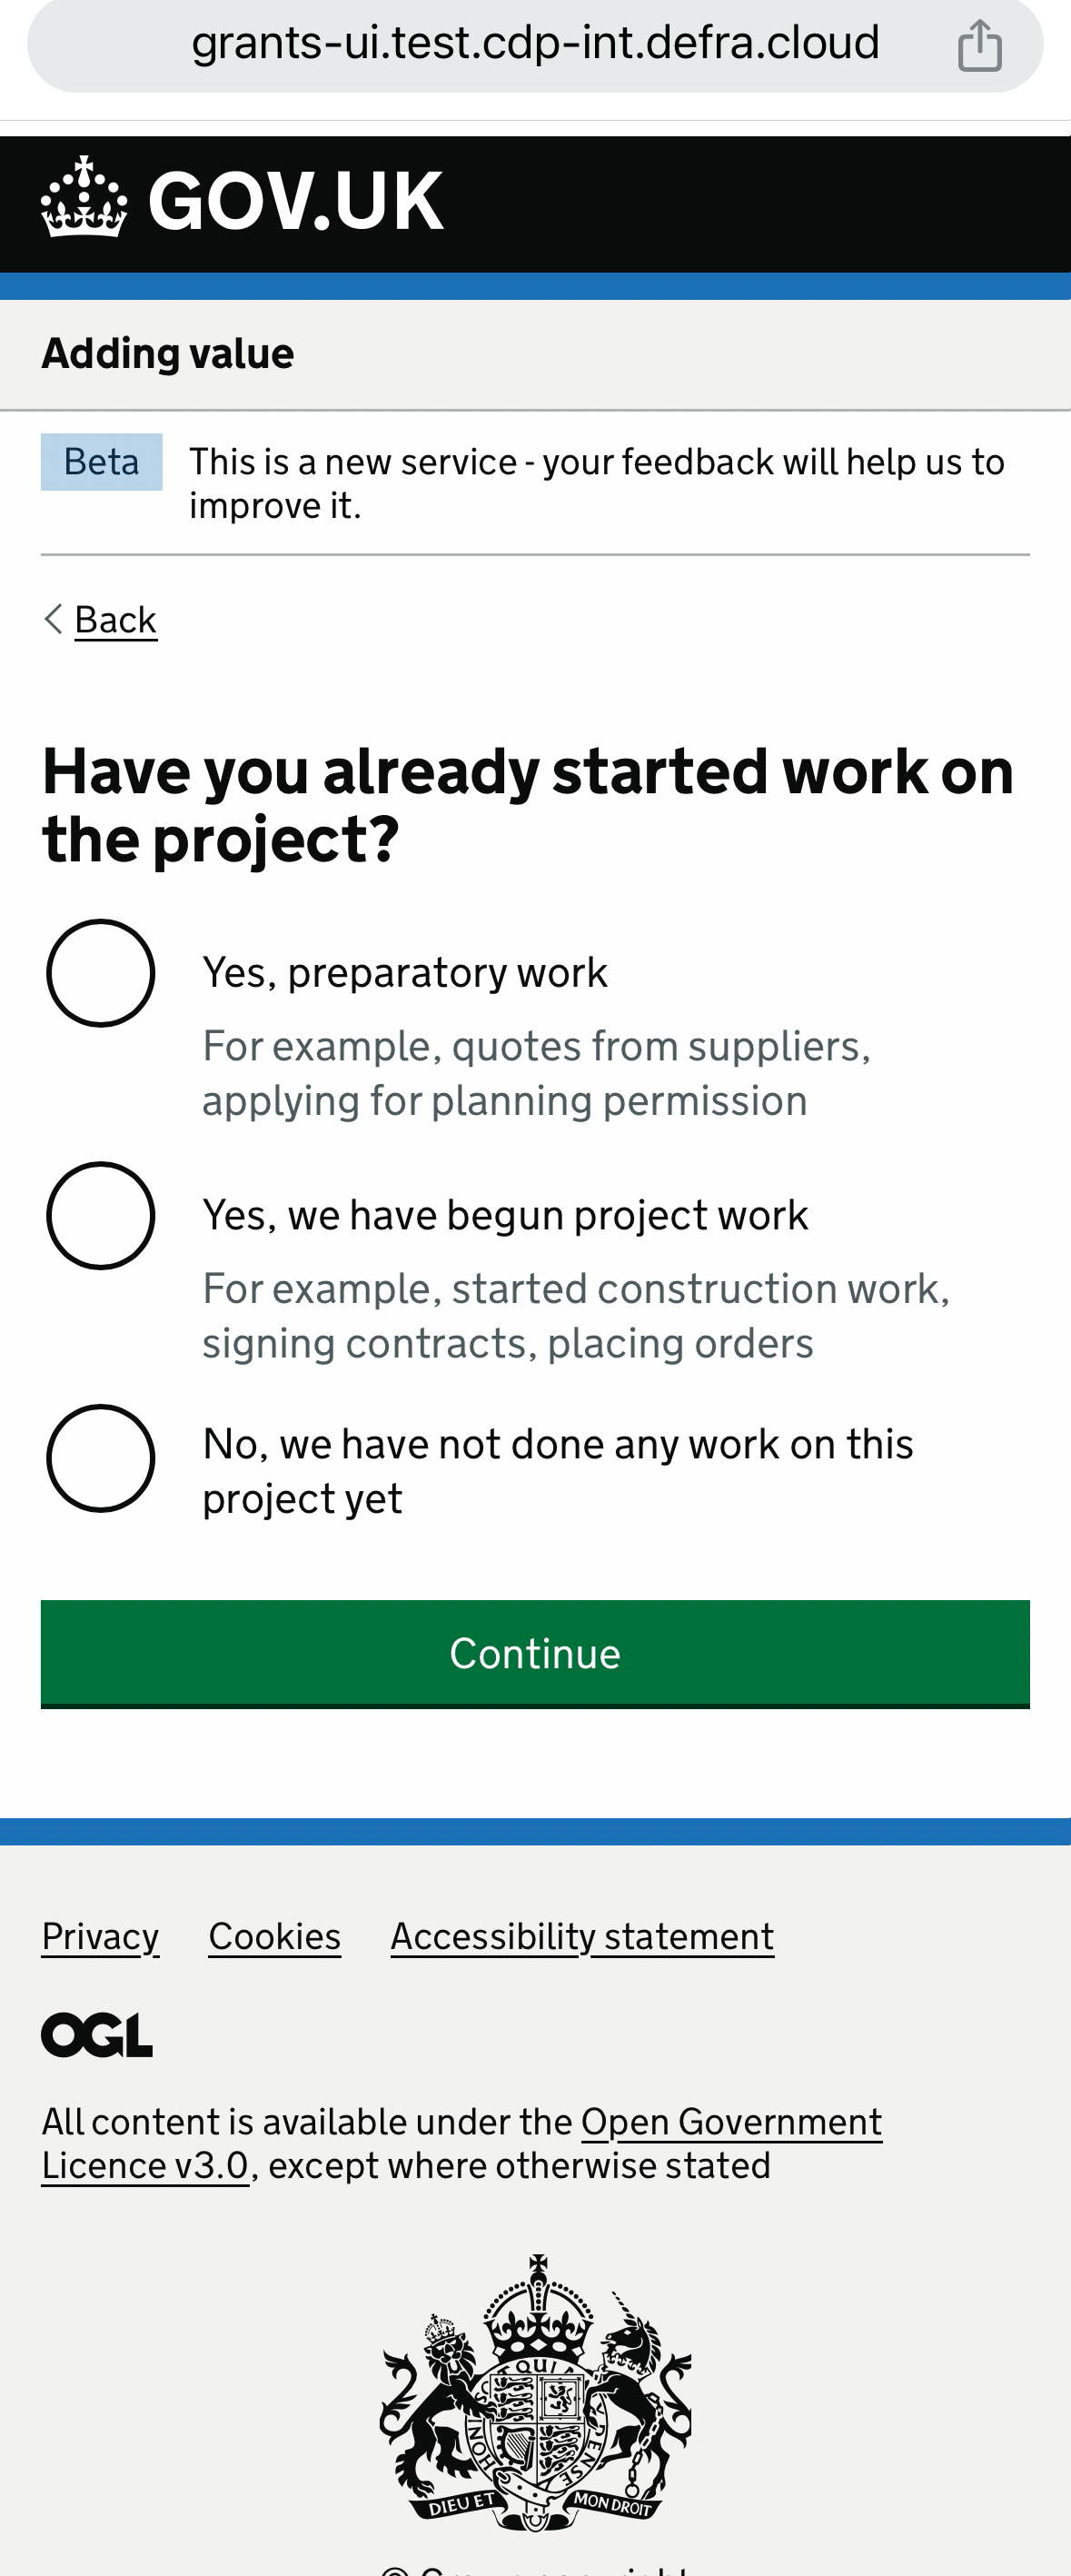 grants-ui.test.cdp-int.defra.cloud
GOV.UK
Adding value
Beta
This is a new service - your feedback will help us to
improve it.
Back
Have you already started work on
the project?
Yes, preparatory work
For example, quotes from suppliers,
applying for planning permission
Yes, we have begun project work
For example, started construction work,
signing contracts, placing orders
No, we have not done any work on this
project yet
Continue
Privacy Cookies Accessibility statement
OGL
All content is available under the Open Government
Licence v3.0, except where otherwise stated
DIEU ET MON DROIT